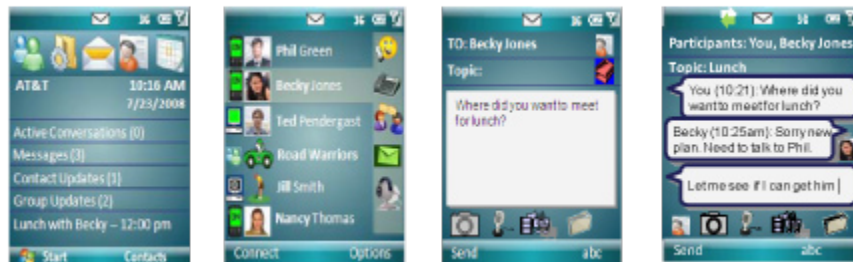 3G
AT&T
10:16 AM
7/23/2008
Active Conversations (0)
Messages (3)
Contact Updates (1)
Group Updates (2)
Lunch with Becky – 12:00 pm
Start
Contacts
3G
Phil Green
Becky Jones
Ted Pendergast
Road Warriors
Jill Smith
Nancy Thomas
Connect
Options
3G
TO: Becky Jones
Topic:
Where did you want to meet
for lunch?
Send
abc
3G
Participants: You, Becky Jones
Topic: Lunch
You (10:21): Where did you
want to meet for lunch?
Becky (10:25am): Sorry new
plan. Need to talk to Phil.
Let me see if I can get him
Send
abc